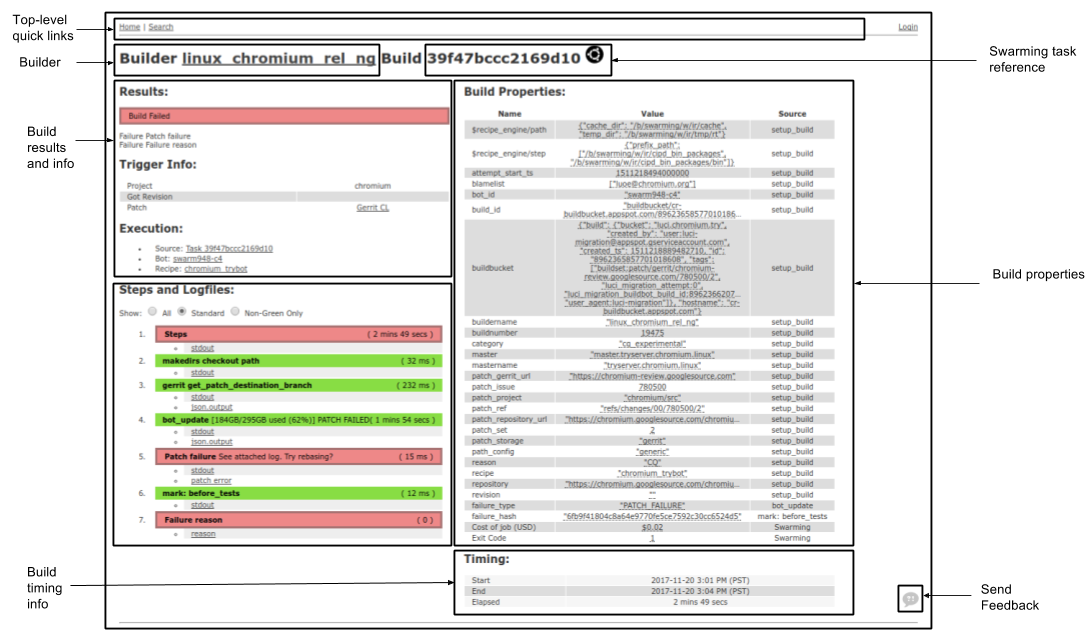 Top-level
quick links
Home | Search
Login
Builder
Builder linux_chromium_rel_ng Build 39f47bccc2169d10
Swarming task
reference
Build
results
and info
Results:
Build Failed
Failure Patch failure
Failure Failure reason
Trigger Info:
Project chromium
Got Revision
Patch Gerrit CL
Execution:
Source: Task 39f47bccc2169d10
Bot: swarm948-c4
Recipe: chromium_trybot
Steps and Logfiles:
Show: All Standard Non-Green Only
1. Steps ( 2 mins 49 secs )
stdout
2. makedirs checkout path ( 32 ms )
stdout
3. gerrit get_patch_destination_branch ( 232 ms )
stdout
json.output
4. bot_update [184GB/295GB used (62%)] PATCH FAILED( 1 mins 54 secs )
stdout
json.output
5. Patch failure See attached log. Try rebasing? ( 15 ms )
stdout
patch error
6. mark: before_tests ( 12 ms )
stdout
7. Failure reason ( 0 )
reason
Build Properties:
Name Value Source
$recipe_engine/path {"cache_dir": "/b/swarming/w/ir/cache", setup_build
"temp_dir": "/b/swarming/w/ir/tmp/rt"}
{"prefix_path":
$recipe_engine/step ["/b/swarming/w/ir/cipd_bin_packages", setup_build
"/b/swarming/w/ir/cipd_bin_packages/bin"]}
attempt_start_ts 1511218494000000 setup_build
blamelist ["luoe@chromium.org"] setup_build
bot_id "swarm948-c4" setup_build
build_id "buildbucket/cr- setup_build
buildbucket.appspot.com/89623658577010186...
{"build": {"bucket": "luci.chromium.try",
"created_by": "user:luci-
migration@appspot.gserviceaccount.com",
"created_ts": 1511218889482710, "id":
"8962365857701018608", "tags":
buildbucket ["buildset:patch/gerrit/chromium- setup_build
review.googlesource.com/780500/2",
"luci_migration_attempt:0",
"luci_migration_buildbot_build_id:8962366207...
"user_agent:luci-migration"]}, "hostname": "cr-
buildbucket.appspot.com"}
buildername "linux_chromium_rel_ng" setup_build
buildnumber 19475 setup_build
category "cq_experimental" setup_build
master "master.tryserver.chromium.linux" setup_build
mastername "tryserver.chromium.linux" setup_build
patch_gerrit_url "https://chromium-review.googlesource.com" setup_build
patch_issue 780500 setup_build
patch_project "chromium/src" setup_build
patch_ref "refs/changes/00/780500/2" setup_build
patch_repository_url "https://chromium.googlesource.com/chromiu... setup_build
patch_set 2 setup_build
patch_storage "gerrit" setup_build
path_config "generic" setup_build
reason "CQ" setup_build
recipe "chromium_trybot" setup_build
repository "https://chromium.googlesource.com/chromiu... setup_build
revision "" setup_build
failure_type "PATCH_FAILURE" bot_update
failure_hash "6fb9f41804c8a64e9770fe5ce7592c30cc6524d5" mark: before_tests
Cost of job (USD) $0.02 Swarming
Exit Code 1 Swarming
Build properties
Build
timing
info
Timing:
Start 2017-11-20 3:01 PM (PST)
End 2017-11-20 3:04 PM (PST)
Elapsed 2 mins 49 secs
Send
Feedback